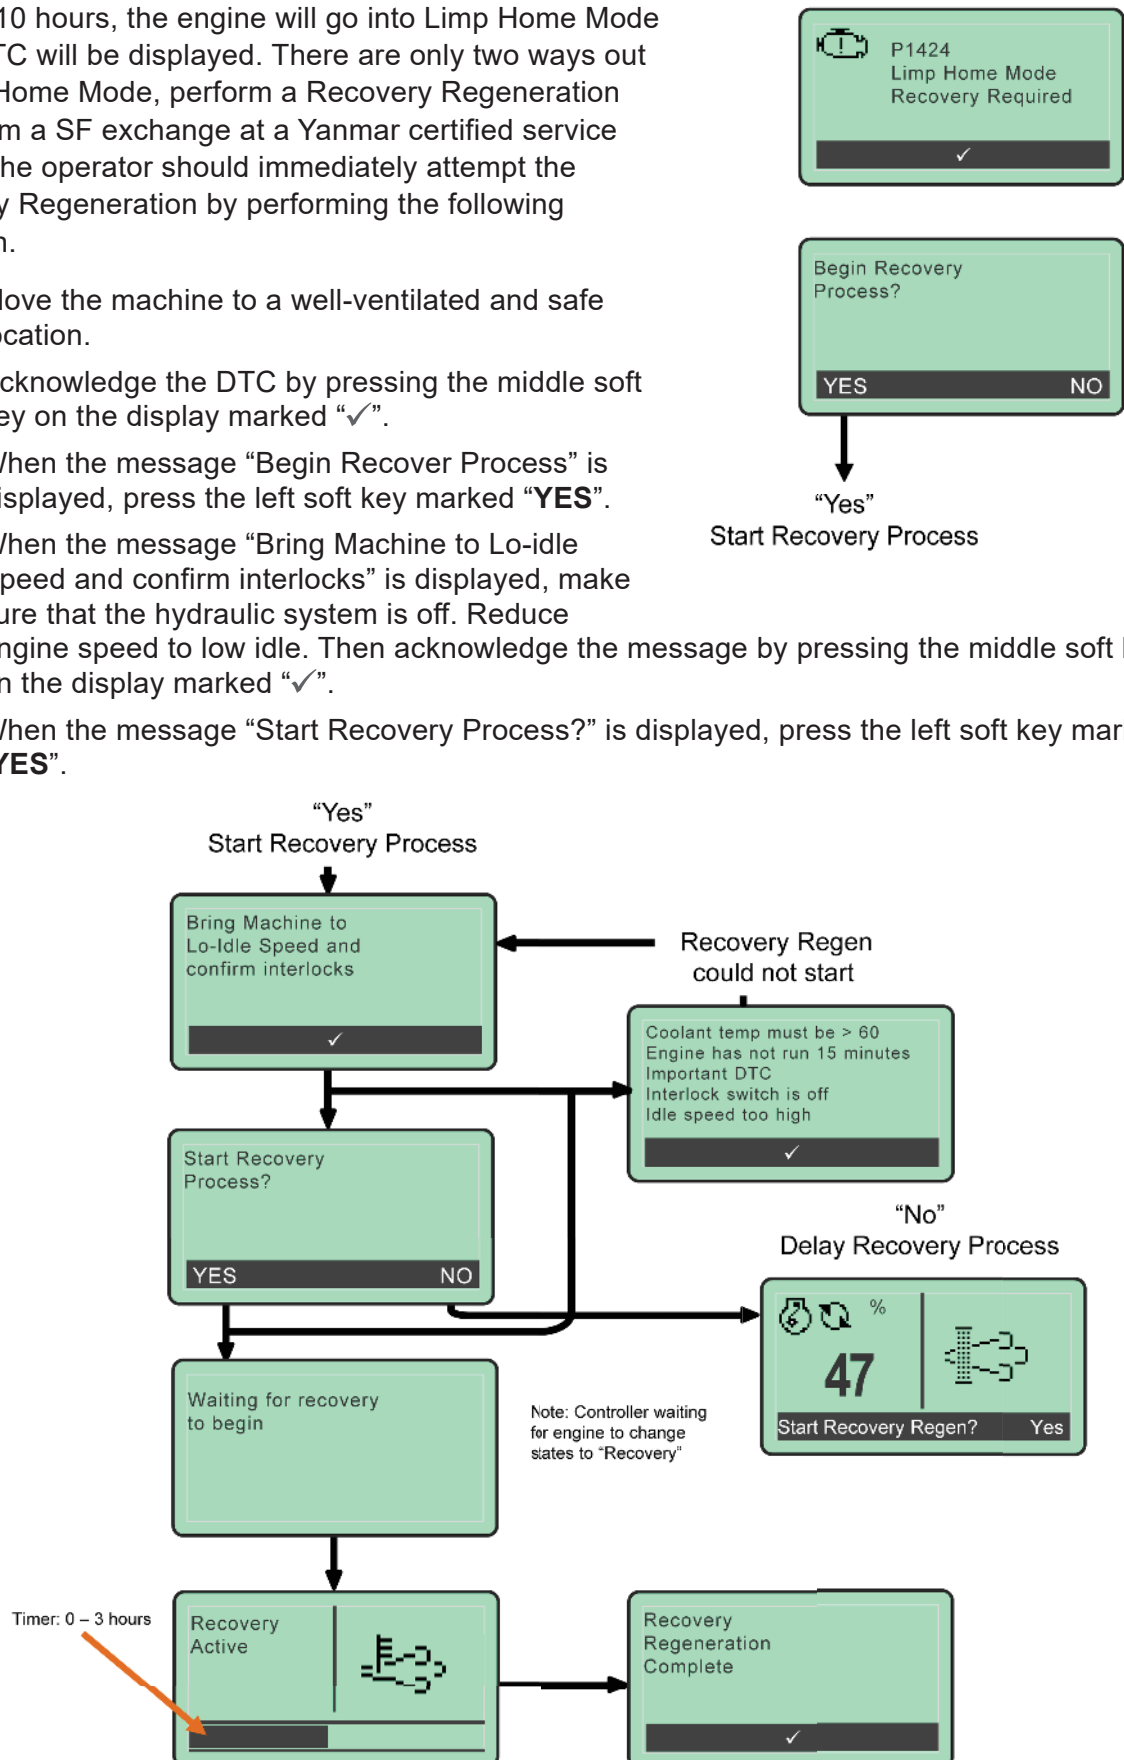 10 hours, the engine will go into Limp Home Mode
TC will be displayed. There are only two ways out
Home Mode, perform a Recovery Regeneration
m a SF exchange at a Yanmar certified service
he operator should immediately attempt the
y Regeneration by performing the following
n.
ove the machine to a well-ventilated and safe
ocation.
cknowledge the DTC by pressing the middle soft
ey on the display marked “✓”.
When the message “Begin Recover Process” is
isplayed, press the left soft key marked “YES”.
When the message “Bring Machine to Lo-idle
peed and confirm interlocks” is displayed, make
ure that the hydraulic system is off. Reduce
ngine speed to low idle. Then acknowledge the message by pressing the middle soft
n the display marked “✓”.
When the message “Start Recovery Process?” is displayed, press the left soft key mar
YES”.
P1424
Limp Home Mode
Recovery Required
✓
Begin Recovery
Process?
YES NO
“Yes”
Start Recovery Process
“Yes”
Start Recovery Process
Bring Machine to
Lo-Idle Speed and
confirm interlocks
✓
Recovery Regen
could not start
Coolant temp must be > 60
Engine has not run 15 minutes
Important DTC
Interlock switch is off
Idle speed too high
✓
Start Recovery
Process?
YES NO
“No”
Delay Recovery Process
%
47
Start Recovery Regen? Yes
Waiting for recovery
to begin
Note: Controller waiting
for engine to change
states to “Recovery”
Timer: 0 – 3 hours
Recovery
Active
Recovery
Regeneration
Complete
✓